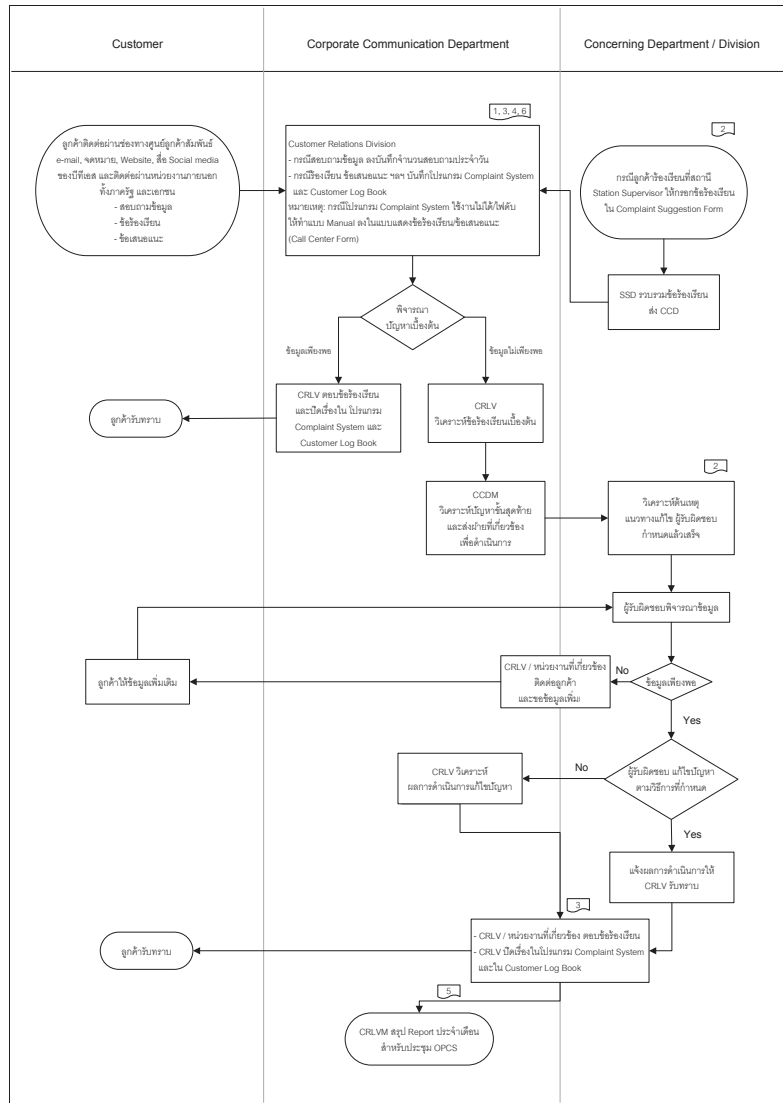 Customer
Corporate Communication Department
Concerning Department / Division
1, 3, 4, 6
2
ลูกค้าติดต่อผ่านช่องทางศูนย์ลูกค้าสัมพันธ์
e-mail, จดหมาย, Website, สื่อ Social media
ของบีทีเอส และติดต่อผ่านหน่วยงานภายนอก
ทั้งภาครัฐ และเอกชน
- สอบถามข้อมูล
- ข้อร้องเรียน
- ข้อเสนอแนะ
Customer Relations Division
- กรณีสอบถามข้อมูล ลงบันทึกจำนวนสอบถามประจำวัน
- กรณีร้องเรียน ข้อเสนอแนะ ฯลฯ บันทึกโปรแกรม Complaint System
และ Customer Log Book
หมายเหตุ: กรณีโปรแกรม Complaint System ใช้งานไม่ได้/ไฟดับ
ให้ทำแบบ Manual ลงในแบบแสดงข้อร้องเรียน/ข้อเสนอแนะ
(Call Center Form)
กรณีลูกค้าร้องเรียนที่สถานี
Station Supervisor ให้กรอกข้อร้องเรียน
ใน Complaint Suggestion Form
SSD รวบรวมข้อร้องเรียน
ส่ง CCD
พิจารณา
ปัญหาเบื้องต้น
ข้อมูลเพียงพอ
ข้อมูลไม่เพียงพอ
ลูกค้ารับทราบ
CRLV ตอบข้อร้องเรียน
และปิดเรื่องใน โปรแกรม
Complaint System และ
Customer Log Book
CRLV
วิเคราะห์ข้อร้องเรียนเบื้องต้น
2
CCDM
วิเคราะห์ปัญหาขั้นสุดท้าย
และส่งฝ่ายที่เกี่ยวข้อง
เพื่อดำเนินการ
วิเคราะห์ต้นเหตุ
แนวทางแก้ไข ผู้รับผิดชอบ
กำหนดแล้วเสร็จ
ผู้รับผิดชอบพิจารณาข้อมูล
ลูกค้าให้ข้อมูลเพิ่มเติม
CRLV / หน่วยงานที่เกี่ยวข้อง
ติดต่อลูกค้า
และขอข้อมูลเพิ่ม
No
ข้อมูลเพียงพอ
Yes
CRLV วิเคราะห์
ผลการดำเนินการแก้ไขปัญหา
No
ผู้รับผิดชอบ แก้ไขปัญหา
ตามวิธีการที่กำหนด
Yes
แจ้งผลการดำเนินการให้
CRLV รับทราบ
3
ลูกค้ารับทราบ
- CRLV / หน่วยงานที่เกี่ยวข้อง ตอบข้อร้องเรียน
- CRLV ปิดเรื่องในโปรแกรม Complaint System
และใน Customer Log Book
5
CRLVM สรุป Report ประจำเดือน
สำหรับประชุม OPCS